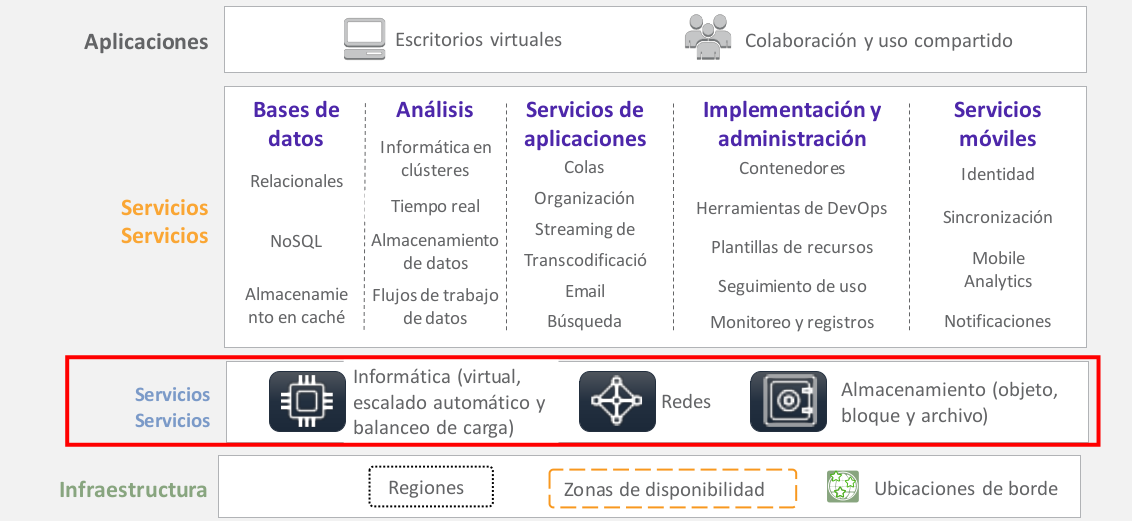 Aplicaciones
Escritorios virtuales
Colaboración y uso compartido
Servicios
Servicios
Bases de
datos
Relacionales
NoSQL
Almacenamie
nto en caché
Análisis
Informática en
clústeres
Tiempo real
Almacenamiento
de datos
Flujos de trabajo
de datos
Servicios de
aplicaciones
Colas
Organización
Streaming de
Transcodificació
Email
Búsqueda
Implementación y
administración
Contenedores
Herramientas de DevOps
Plantillas de recursos
Seguimiento de uso
Monitoreo y registros
Servicios
móviles
Identidad
Sincronización
Mobile
Analytics
Notificaciones
Servicios
Servicios
Informática (virtual,
escalado automático y
balanceo de carga)
Redes
Almacenamiento (objeto,
bloque y archivo)
Infraestructura
Regiones
Zonas de disponibilidad
Ubicaciones de borde